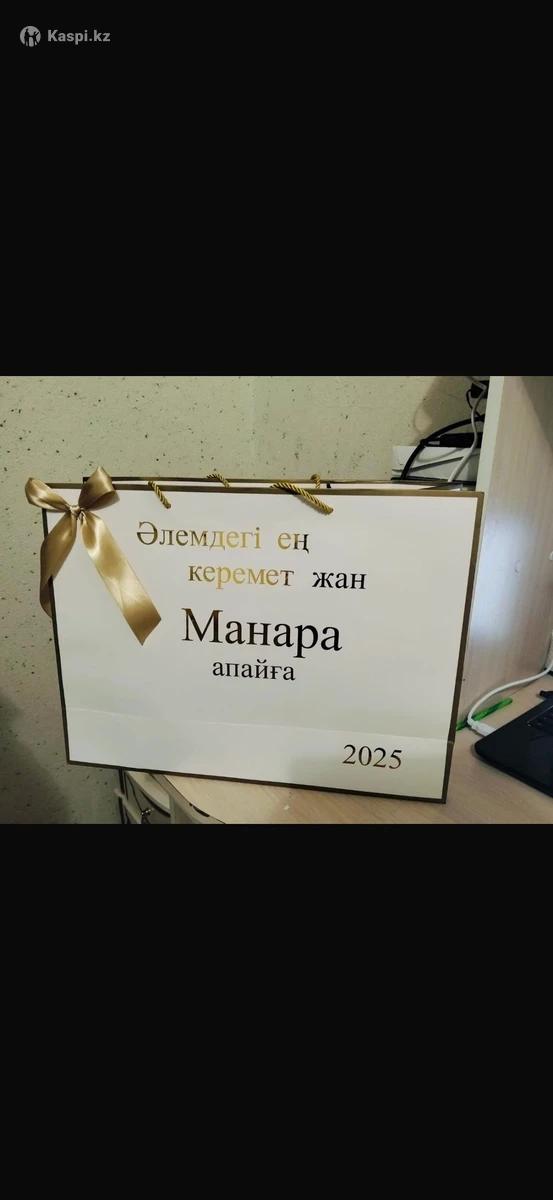 Kaspi.kz
Әлемдегі ең
керемет жан
Манара
апайға
2025